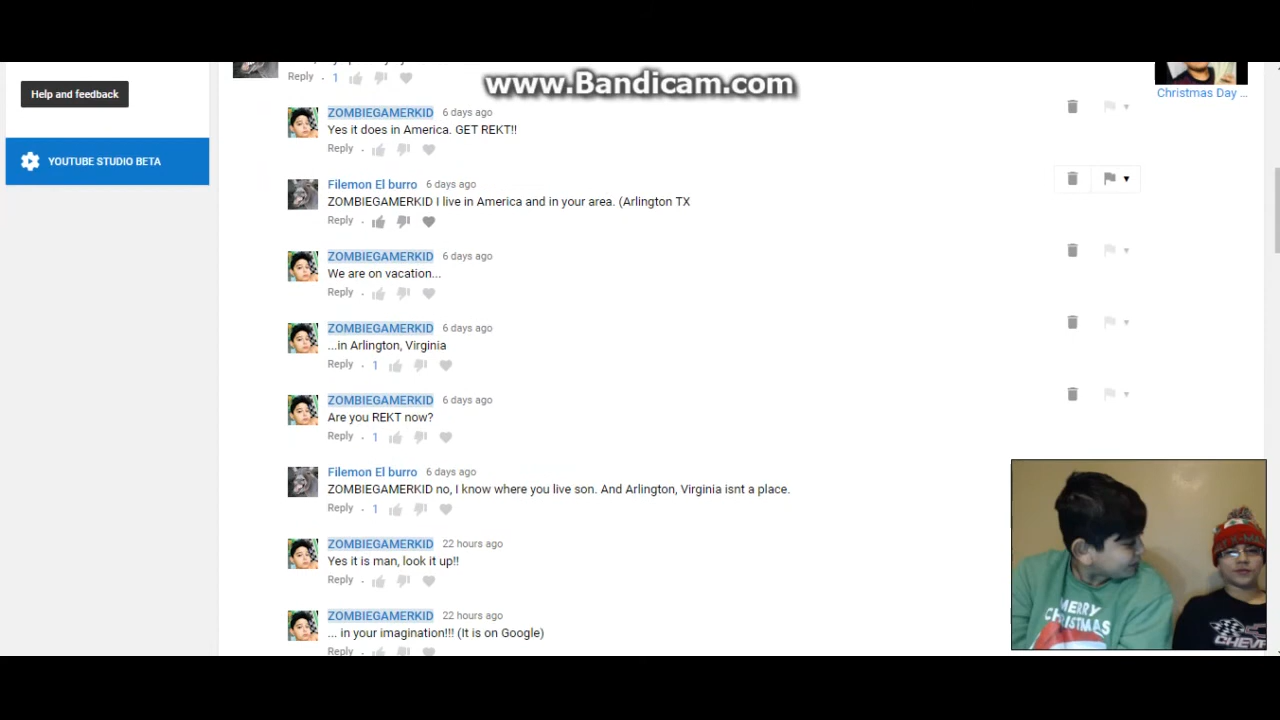 www.Bandicam.com
Reply . 1
Christmas Day ...
Help and feedback
ZOMBIEGAMERKID 6 days ago
Yes it does in America. GET REKT!!
Reply .
YOUTUBE STUDIO BETA
Filemon El burro 6 days ago
ZOMBIEGAMERKID I live in America and in your area. (Arlington TX
Reply .
ZOMBIEGAMERKID 6 days ago
We are on vacation...
Reply .
ZOMBIEGAMERKID 6 days ago
...in Arlington, Virginia
Reply . 1
ZOMBIEGAMERKID 6 days ago
Are you REKT now?
Reply . 1
Filemon El burro 6 days ago
ZOMBIEGAMERKID no, I know where you live son. And Arlington, Virginia isnt a place.
Reply . 1
ZOMBIEGAMERKID 22 hours ago
Yes it is man, look it up!!
Reply .
ZOMBIEGAMERKID 22 hours ago
... in your imagination!!! (It is on Google)
Reply .
MERRY
CHRISTMAS